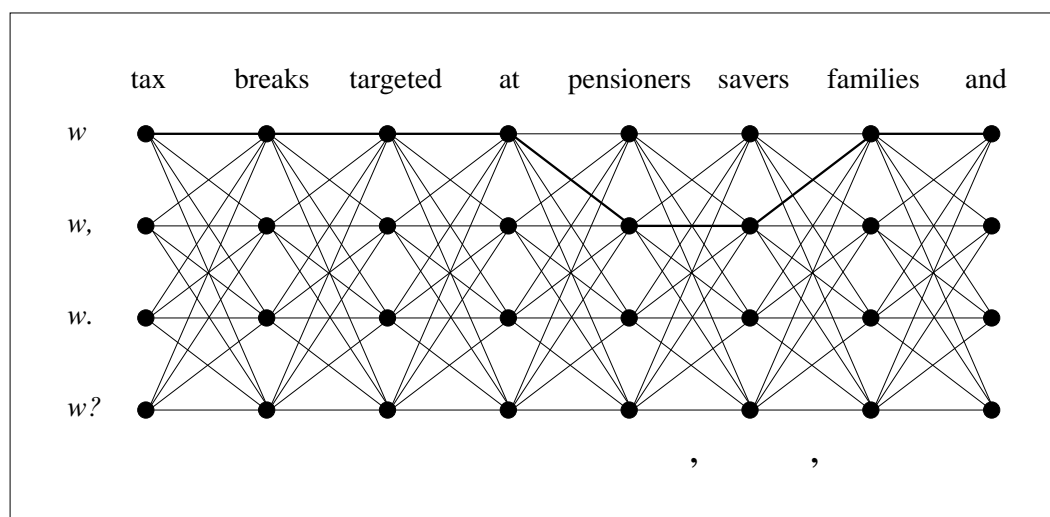 tax breaks targeted at pensioners savers families and
w
w,
w.
w?
, ,